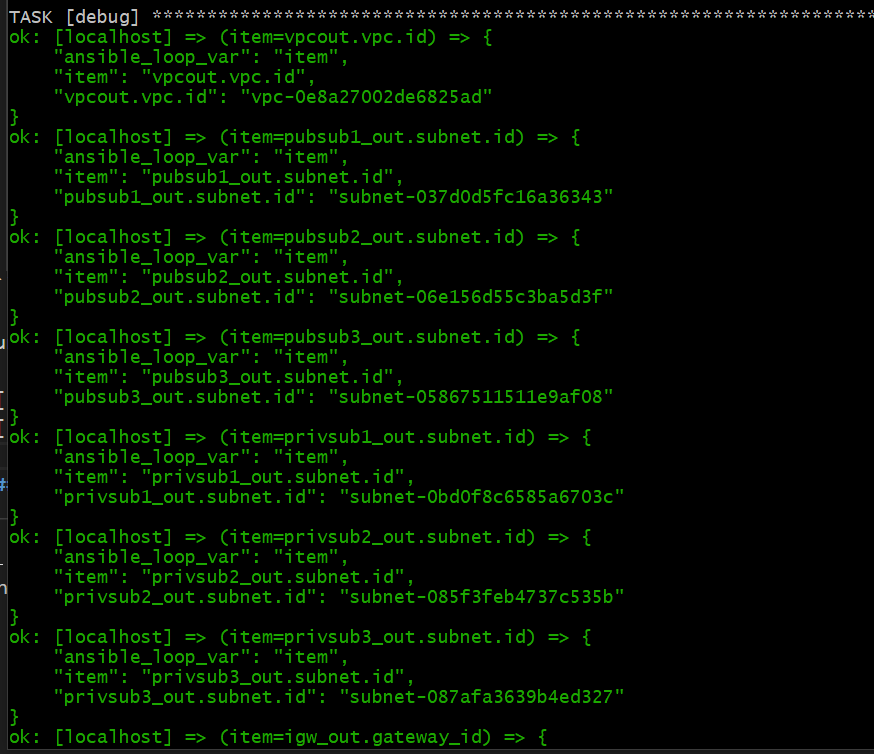 TASK [debug] ******************************************************************
ok: [localhost] => (item=vpcout.vpc.id) => {
    "ansible_loop_var": "item",
    "item": "vpcout.vpc.id",
    "vpcout.vpc.id": "vpc-0e8a27002de6825ad"
}
ok: [localhost] => (item=pubsub1_out.subnet.id) => {
    "ansible_loop_var": "item",
    "item": "pubsub1_out.subnet.id",
    "pubsub1_out.subnet.id": "subnet-037d0d5fc16a36343"
}
ok: [localhost] => (item=pubsub2_out.subnet.id) => {
    "ansible_loop_var": "item",
    "item": "pubsub2_out.subnet.id",
    "pubsub2_out.subnet.id": "subnet-06e156d55c3ba5d3f"
}
ok: [localhost] => (item=pubsub3_out.subnet.id) => {
    "ansible_loop_var": "item",
    "item": "pubsub3_out.subnet.id",
    "pubsub3_out.subnet.id": "subnet-05867511511e9af08"
}
ok: [localhost] => (item=privsub1_out.subnet.id) => {
    "ansible_loop_var": "item",
    "item": "privsub1_out.subnet.id",
    "privsub1_out.subnet.id": "subnet-0bd0f8c6585a6703c"
}
ok: [localhost] => (item=privsub2_out.subnet.id) => {
    "ansible_loop_var": "item",
    "item": "privsub2_out.subnet.id",
    "privsub2_out.subnet.id": "subnet-085f3feb4737c535b"
}
ok: [localhost] => (item=privsub3_out.subnet.id) => {
    "ansible_loop_var": "item",
    "item": "privsub3_out.subnet.id",
    "privsub3_out.subnet.id": "subnet-087afa3639b4ed327"
}
ok: [localhost] => (item=igw_out.gateway_id) => {